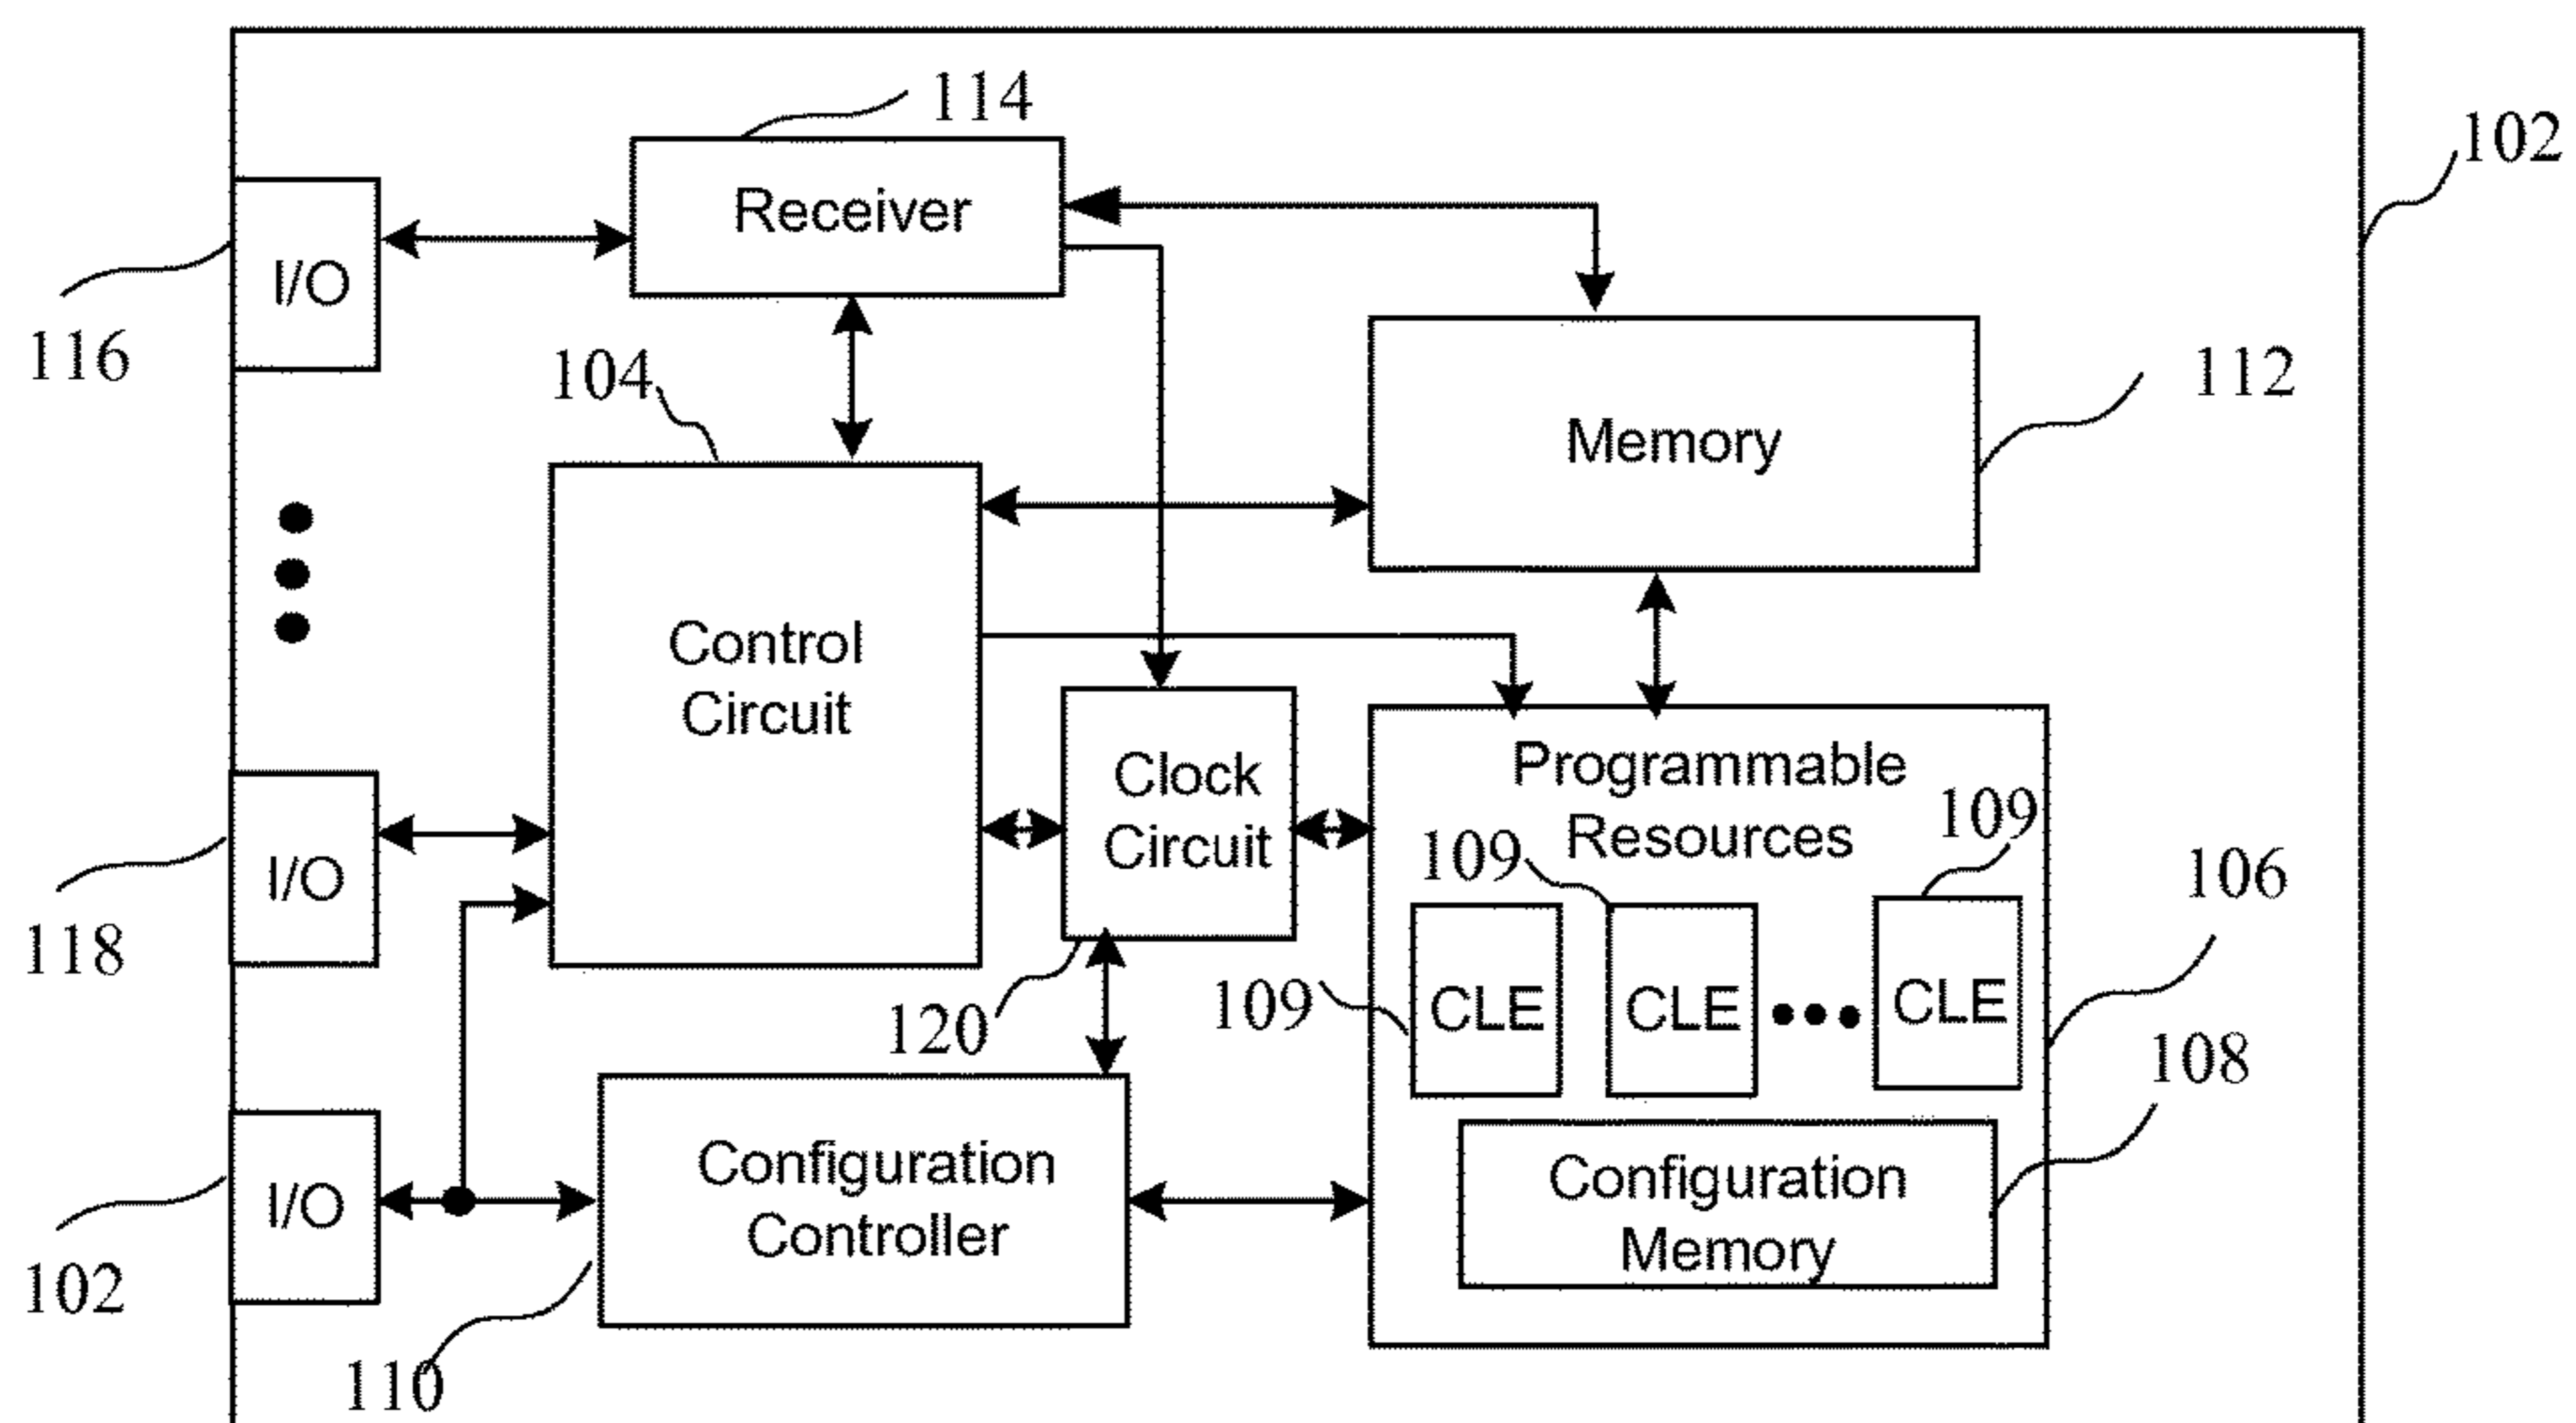 114
102
Receiver
I/O
116
104
112
Memory
Control
Circuit
Clock
Circuit
Programmable
Resources
109
109
106
I/O
118
CLE
CLE
CLE
109
120
108
Configuration
Controller
Configuration
Memory
I/O
102
110